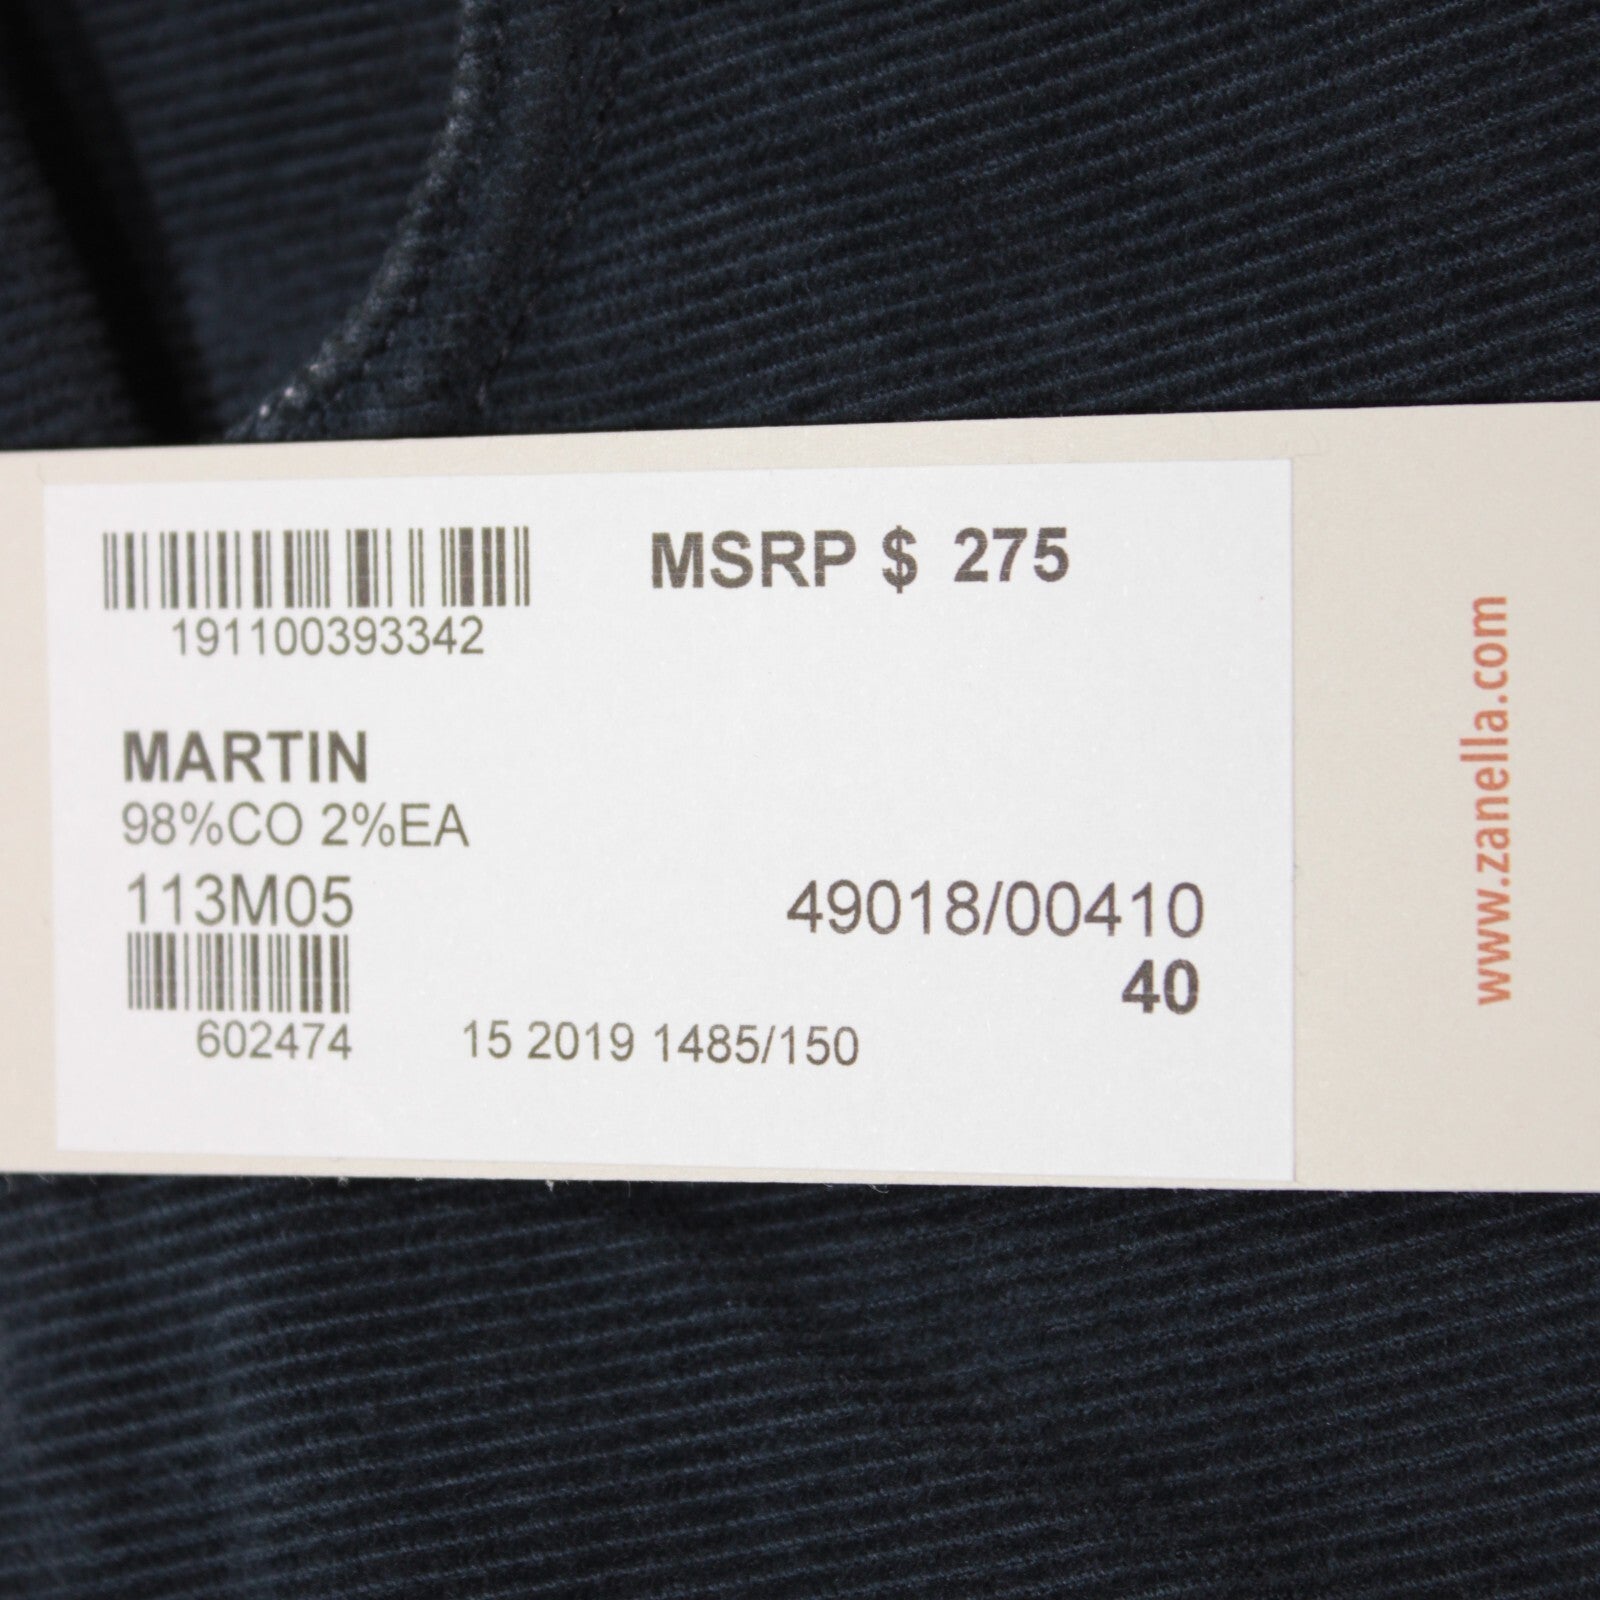 MSRP $ 275
191100393342
MARTIN
98%CO 2%EA
113M05
49018/00410
40
602474
15 2019 1485/150
www.zanella.com